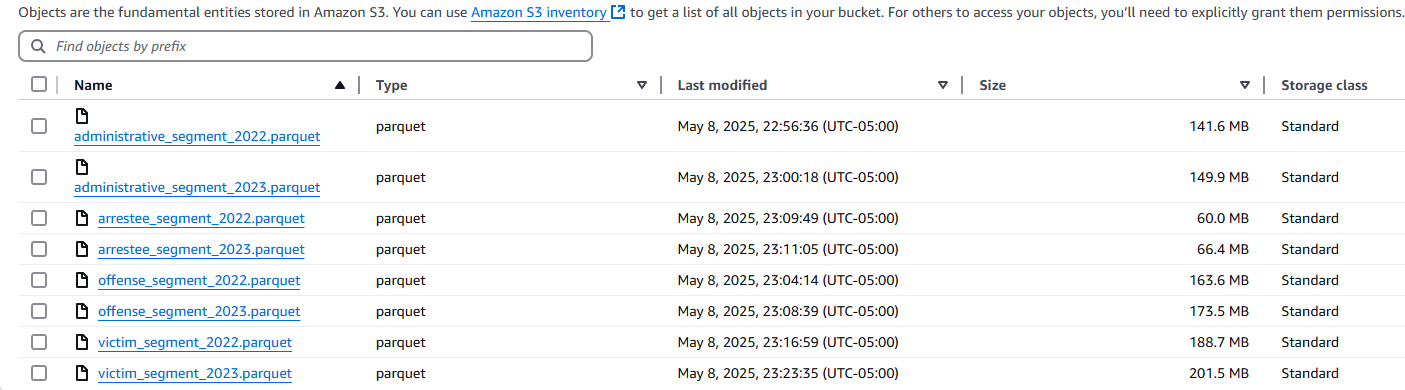 Objects are the fundamental entities stored in Amazon S3. You can use Amazon S3 inventory to get a list of all objects in your bucket. For others to access your objects, you'll need to explicitly grant them permissions.
Find objects by prefix
Name Type Last modified Size Storage class
administrative_segment_2022.parquet parquet May 8, 2025, 22:56:36 (UTC-05:00) 141.6 MB Standard
administrative_segment_2023.parquet parquet May 8, 2025, 23:00:18 (UTC-05:00) 149.9 MB Standard
arrestee_segment_2022.parquet parquet May 8, 2025, 23:09:49 (UTC-05:00) 60.0 MB Standard
arrestee_segment_2023.parquet parquet May 8, 2025, 23:11:05 (UTC-05:00) 66.4 MB Standard
offense_segment_2022.parquet parquet May 8, 2025, 23:04:14 (UTC-05:00) 163.6 MB Standard
offense_segment_2023.parquet parquet May 8, 2025, 23:08:39 (UTC-05:00) 173.5 MB Standard
victim_segment_2022.parquet parquet May 8, 2025, 23:16:59 (UTC-05:00) 188.7 MB Standard
victim_segment_2023.parquet parquet May 8, 2025, 23:23:35 (UTC-05:00) 201.5 MB Standard